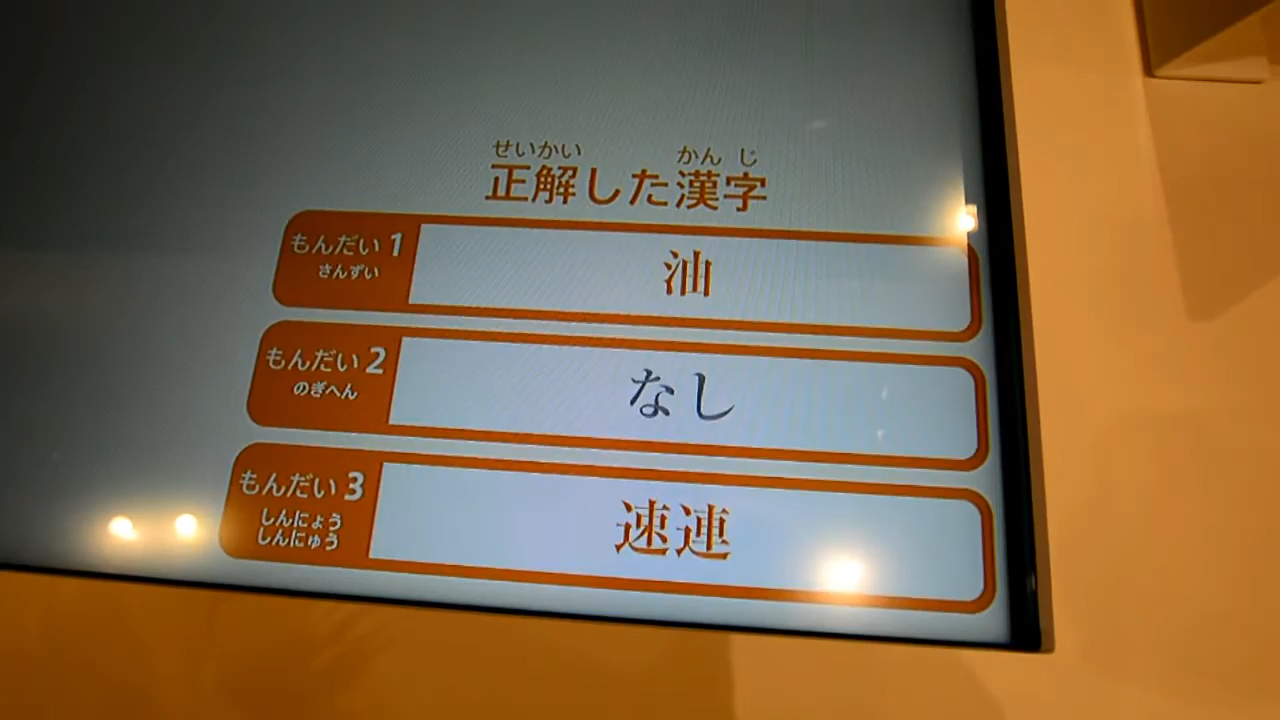 せいかい かんじ
正解した漢字
もんだい 1
さんずい
油
もんだい 2
のぎへん
なし
もんだい 3
しんにょう
しんにゅう
速連